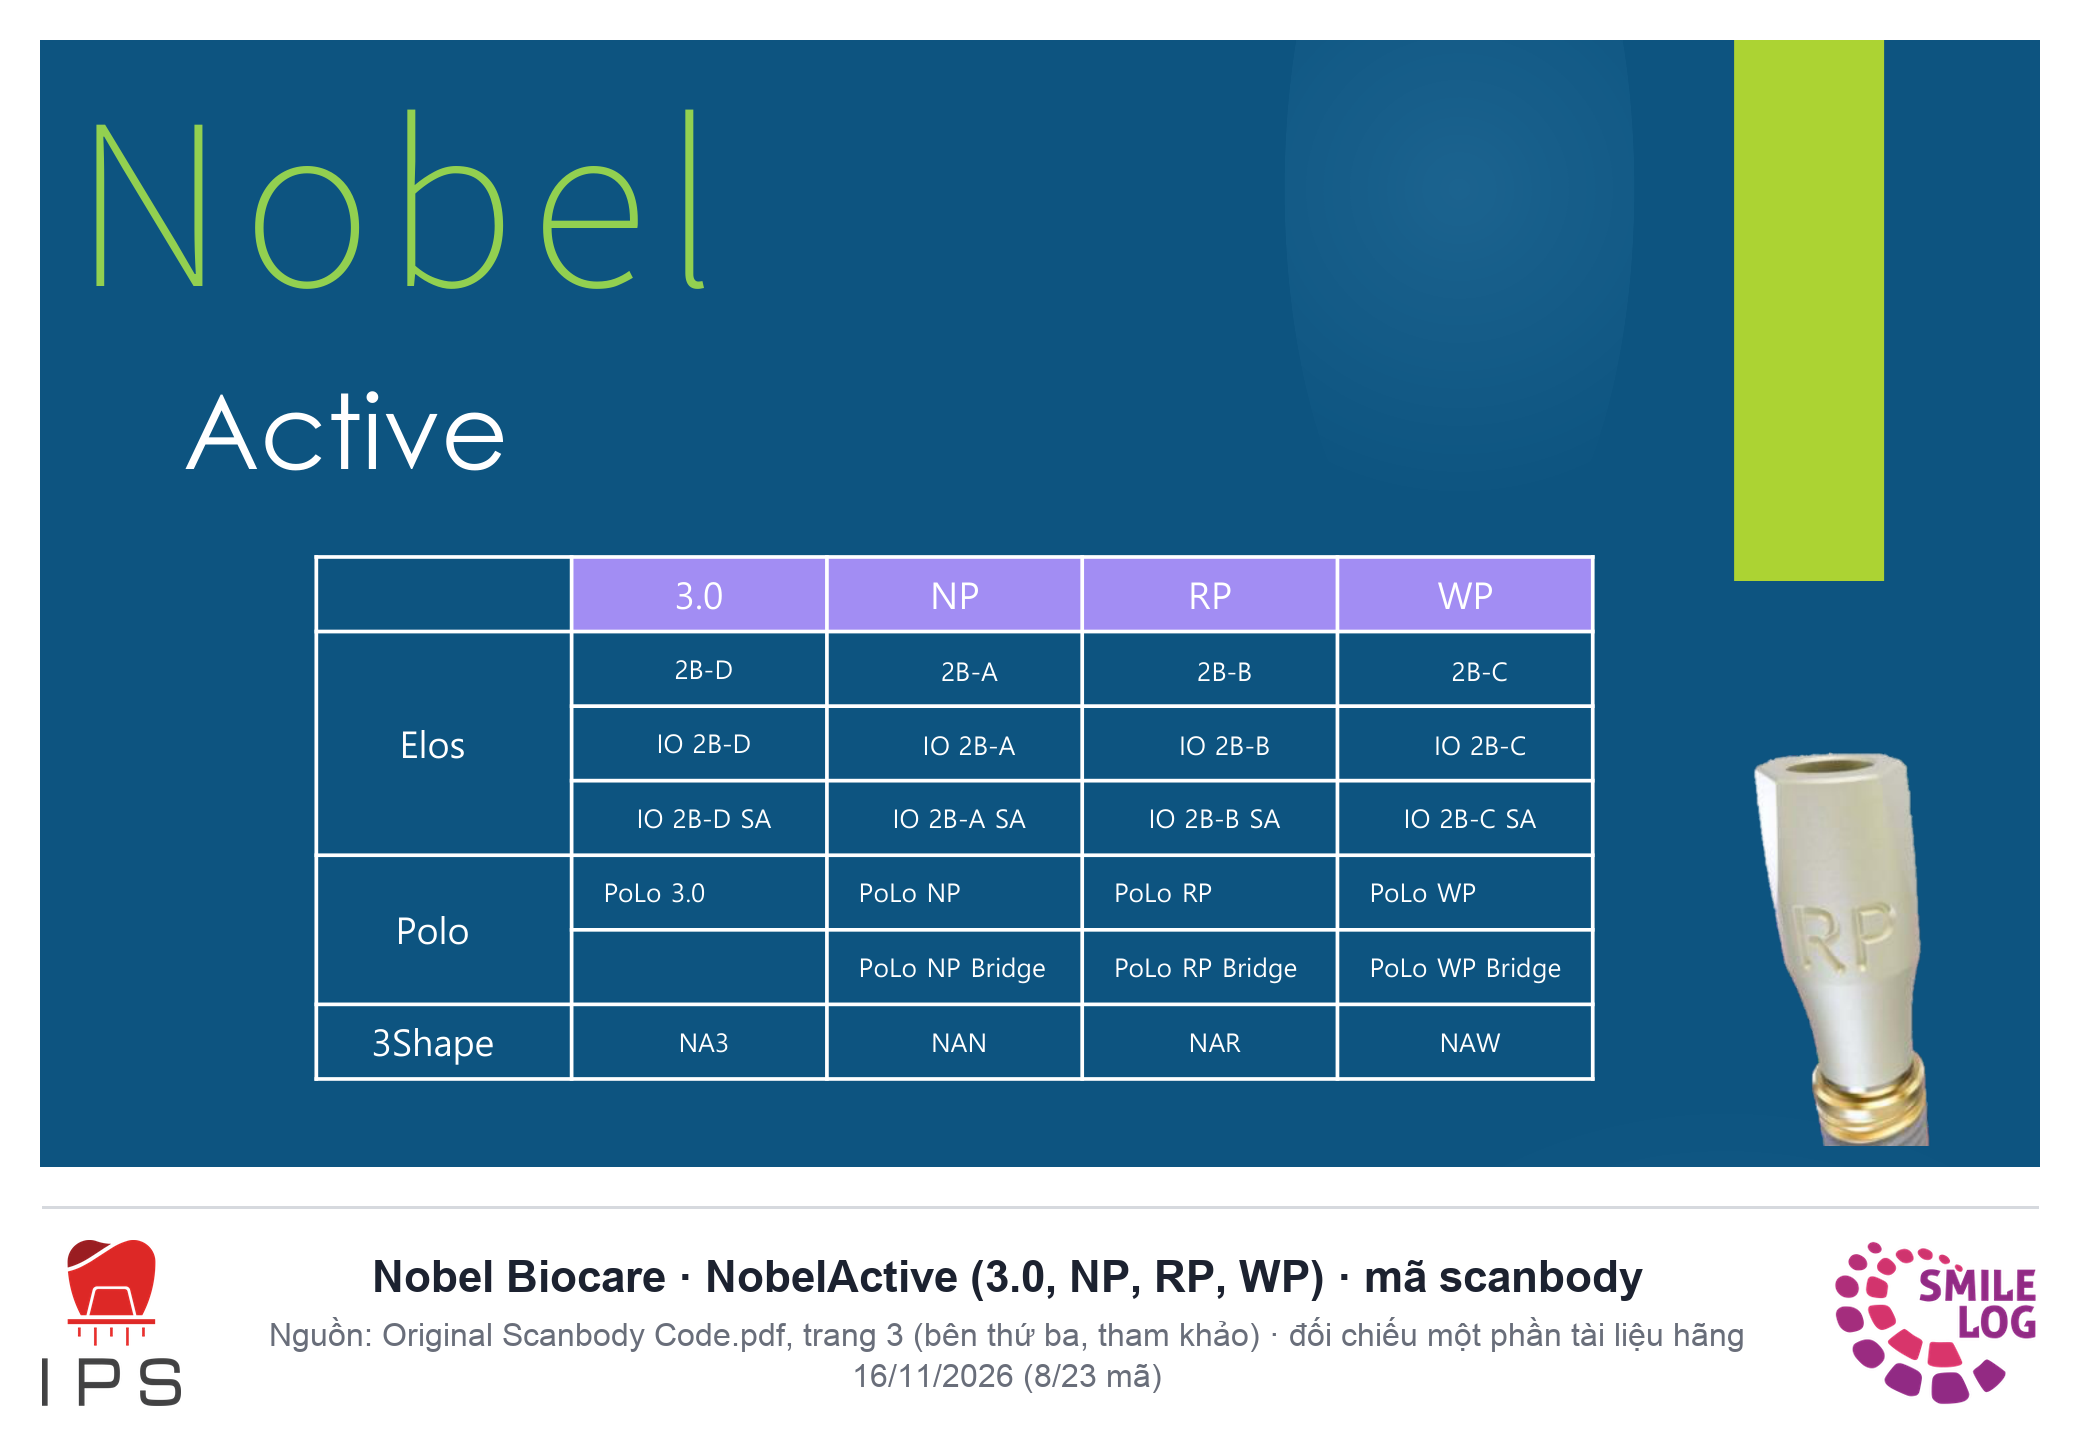 Nobel
Active
3.0 NP RP WP
Elos
2B-D 2B-A 2B-B 2B-C
IO 2B-D IO 2B-A IO 2B-B IO 2B-C
IO 2B-D SA IO 2B-A SA IO 2B-B SA IO 2B-C SA
Polo
PoLo 3.0 PoLo NP PoLo RP PoLo WP
PoLo NP Bridge PoLo RP Bridge PoLo WP Bridge
3Shape NA3 NAN NAR NAW
RP
IPS
Nobel Biocare · NobelActive (3.0, NP, RP, WP) · mã scanbody
Nguồn: Original Scanbody Code.pdf, trang 3 (bên thứ ba, tham khảo) · đối chiếu một phần tài liệu hãng
16/11/2026 (8/23 mã)
SMILE
LOG